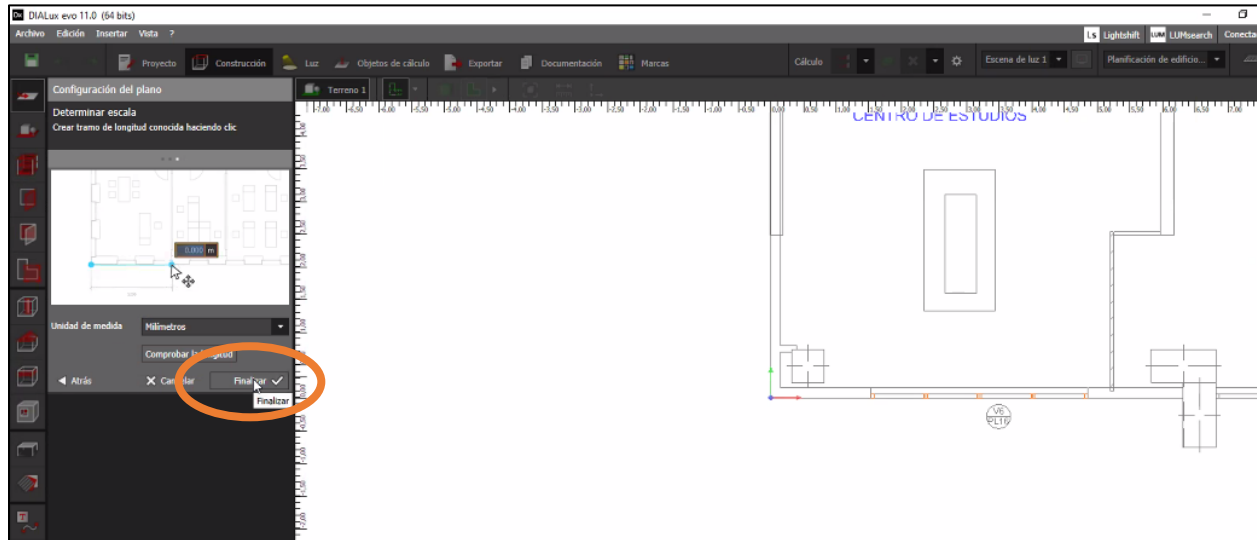 DIALux evo 11.0 (64 bits)
Archivo Edición Insertar Vista ?
Ls Lightshift LUM LUMsearch Conecta
Proyecto Construcción Luz Objetos de cálculo Exportar Documentación Marcas Cálculo Escena de luz 1 Planificación de edificio...
Configuración del plano
Terreno 1
Determinar escala
Crear tramo de longitud conocida haciendo clic
CENTRO DE ESTUDIOS
0.000 m
Unidad de medida Milímetros
Comprobar la longitud
Atrás Cancelar Finalizar
Finalizar
V6
PL16